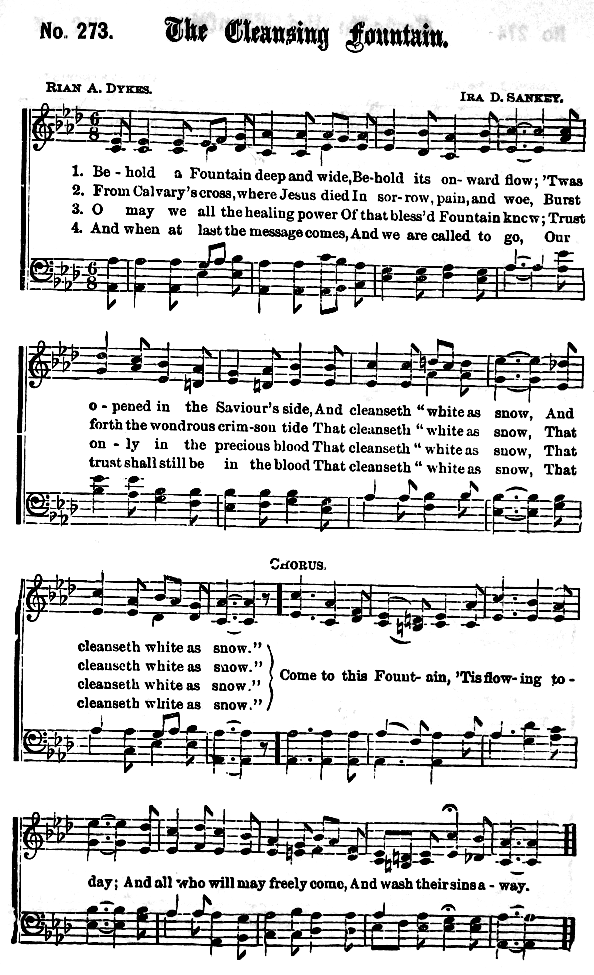 No. 273. The Cleansing Fountain.
RIAN A. DYKES.
IRA D. SANKEY.
1. Be - hold a Fountain deep and wide, Be-hold its on- ward flow; 'Twas
2. From Calvary's cross, where Jesus died In sor- row, pain, and woe, Burst
3. O may we all the healing power Of that bless'd Fountain know; Trust
4. And when at last the message comes, And we are called to go, Our
o - pened in the Saviour's side, And cleanseth "white as snow, And
forth the wondrous crim-son tide That cleanseth "white as snow, That
on - ly in the precious blood That cleanseth "white as snow, That
trust shall still be in the blood That cleanseth "white as snow, That
CHORUS.
cleanseth white as snow."
cleanseth white as snow."
cleanseth white as snow."
cleanseth white as snow."
Come to this Fount- ain, 'Tis flow- ing to -
day; And all who will may freely come, And wash their sins a - way.